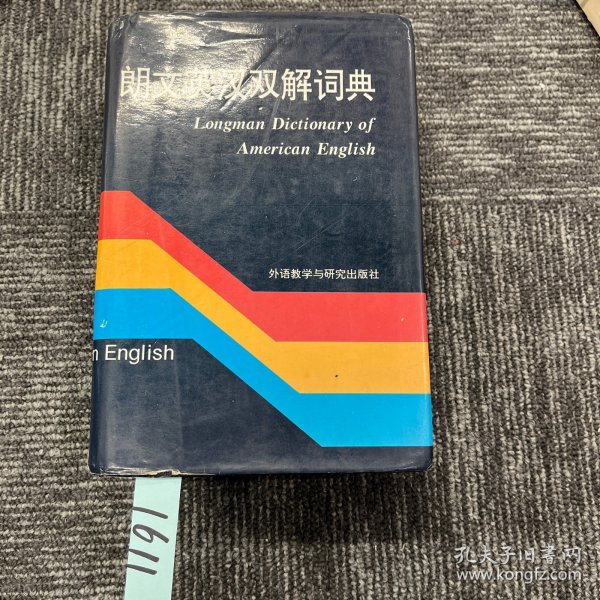 朗文英汉双解词典
Longman Dictionary of
American English
外语教学与研究出版社
n English
1191
孔夫子旧书网
www.kongfz.com